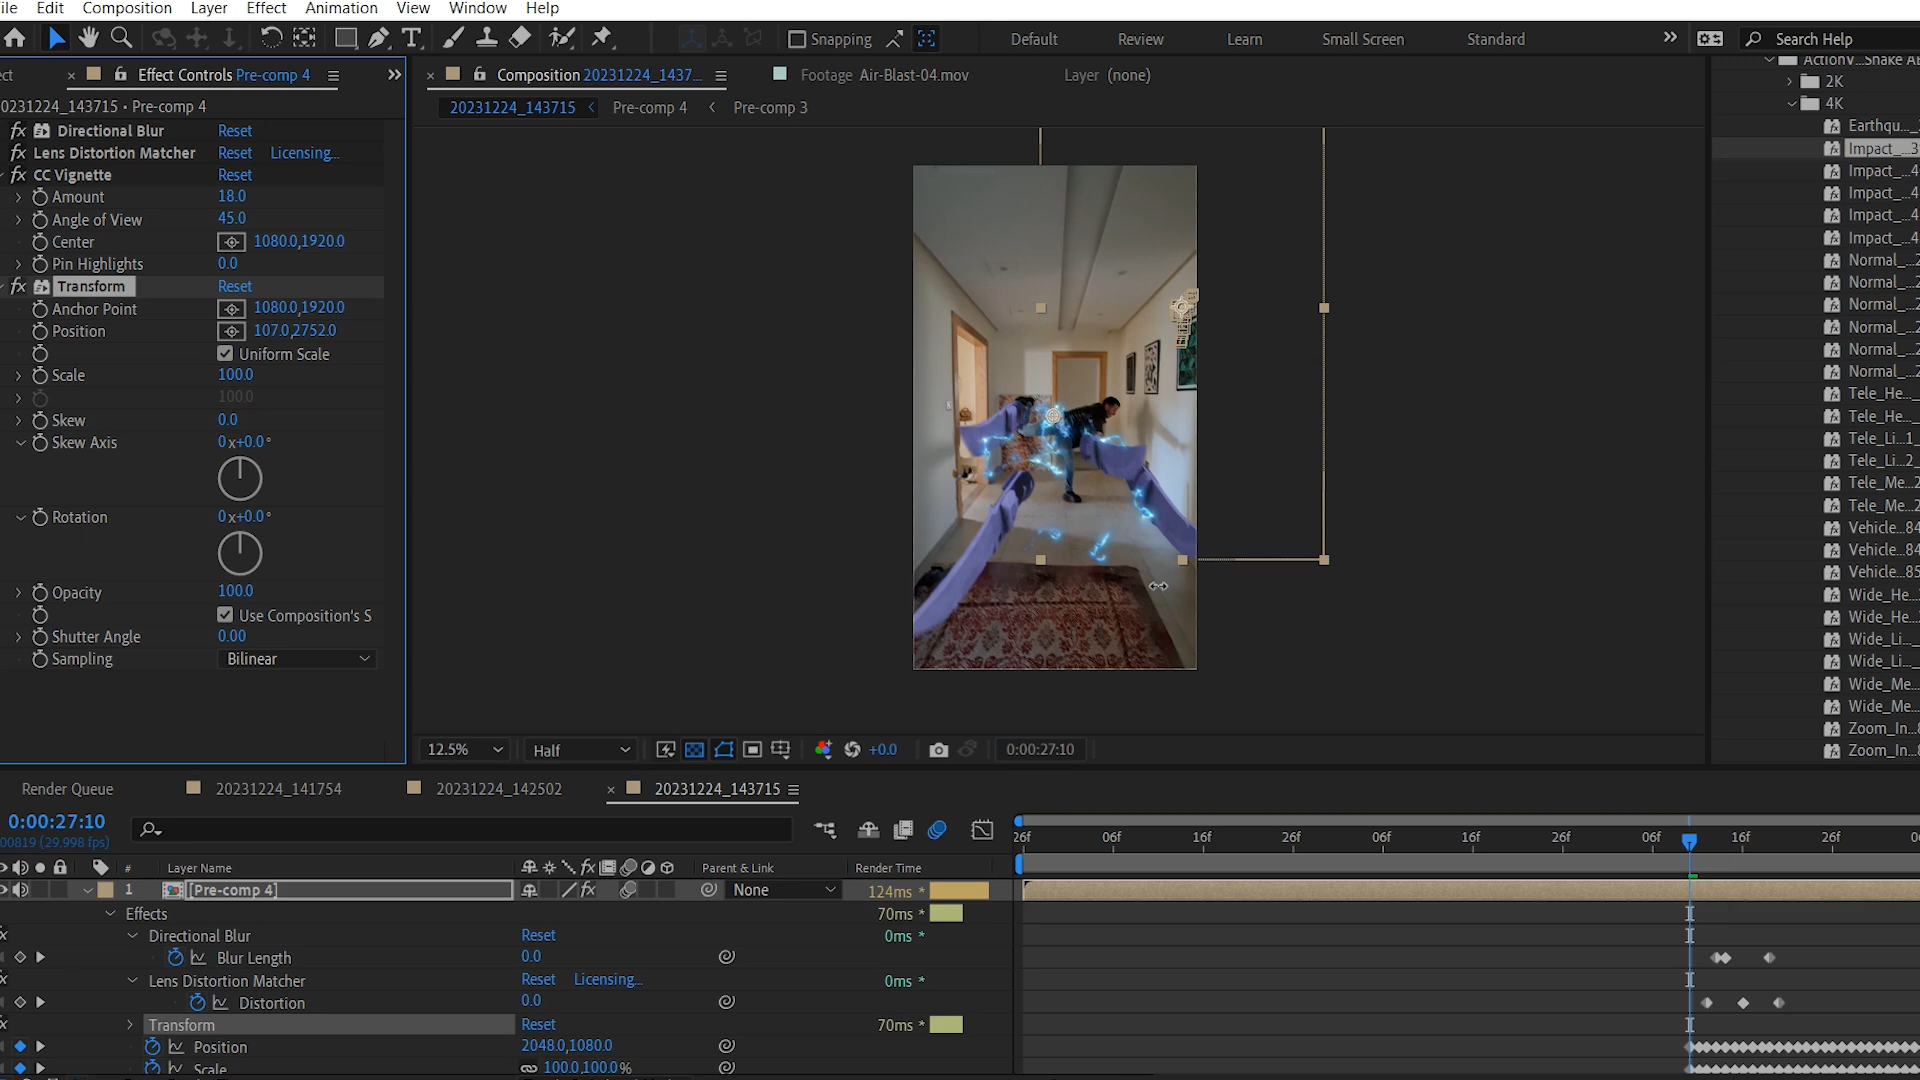 ile Edit Composition Layer Effect Animation View Window Help
Snapping Default Review Learn Small Screen Standard Search Help
ect Effect Controls Pre-comp 4
0231224_143715 • Pre-comp 4
fx Directional Blur Reset
fx Lens Distortion Matcher Reset Licensing...
fx CC Vignette Reset
Amount 18.0
Angle of View 45.0
Center 1080.0,1920.0
Pin Highlights 0.0
fx Transform Reset
Anchor Point 1080.0,1920.0
Position 107.0,2752.0
Uniform Scale
Scale 100.0
100.0
Skew 0.0
Skew Axis 0x+0.0°
Rotation 0x+0.0°
Opacity 100.0
Use Composition's S
Shutter Angle 0.00
Sampling Bilinear
Composition 20231224_1437... Footage Air-Blast-04.mov Layer (none)
20231224_143715 Pre-comp 4 Pre-comp 3
12.5% Half +0.0 0:00:27:10
ActionV...Shake AE
2K
4K
Earthqu..._
Impact_...3
Impact_...4
Impact_...4
Impact_...4
Impact_...4
Normal_...2
Normal_...2
Normal_...2
Normal_...2
Normal_...2
Normal_...2
Tele_He..._
Tele_He..._
Tele_Li...1_
Tele_Li...2_
Tele_Me...2
Tele_Me...2
Vehicle...84
Vehicle...84
Vehicle...85
Wide_He...
Wide_He...
Wide_Li..._
Wide_Li..._
Wide_Me...
Wide_Me...
Zoom_In...
Zoom_In...
Render Queue 20231224_141754 20231224_142502 20231224_143715
0:00:27:10
00819 (29.998 fps)
26f 06f 16f 26f 06f 16f 26f 06f 16f 26f
# Layer Name fx Parent & Link Render Time
1 [Pre-comp 4] fx None 124ms *
Effects 70ms *
Directional Blur Reset 0ms *
Blur Length 0.0
Lens Distortion Matcher Reset Licensing... 0ms *
Distortion 0.0
Transform Reset 70ms *
Position 2048.0,1080.0
Scale 100.0,100.0%